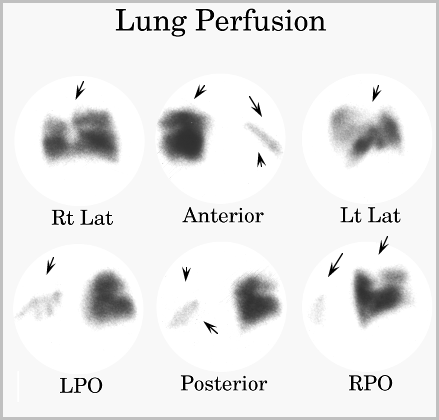 Lung Perfusion
Rt Lat
Anterior
Lt Lat
LPO
Posterior
RPO